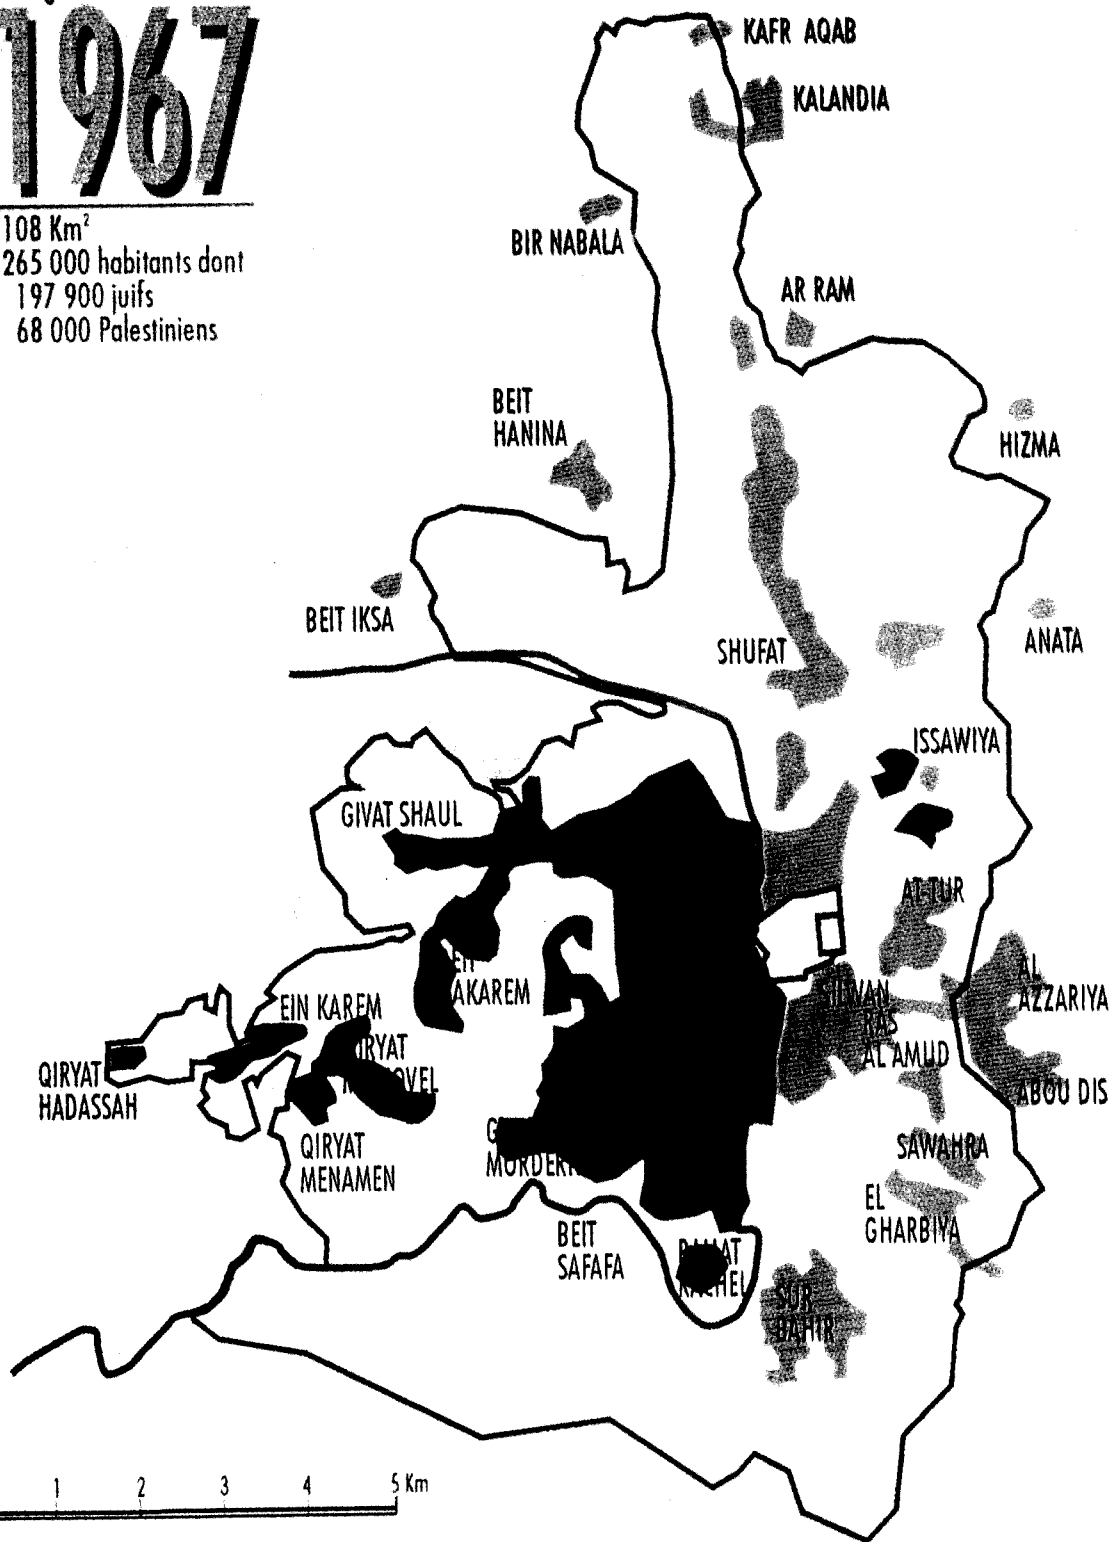 1967
108 Km²
265 000 habitants dont
197 900 juifs
68 000 Palestiniens
KAFR AQAB
KALANDIA
BIR NABALA
AR RAM
BEIT
HANINA
HIZMA
BEIT IKSA
ANATA
SHUFAT
ISSAWIYA
GIVAT SHAUL
AT-TUR
AKAREM
AL
AZZARIYA
SILWAN
RAS
AL AMUD
EIN KAREM
QIRYAT
HADASSAH
ABOU DIS
QIRYAT
MENAMEN
SAWAHRA
EL
GHARBIYA
BEIT
SAFAFA
SUR
BAHIR
1 2 3 4 5 Km